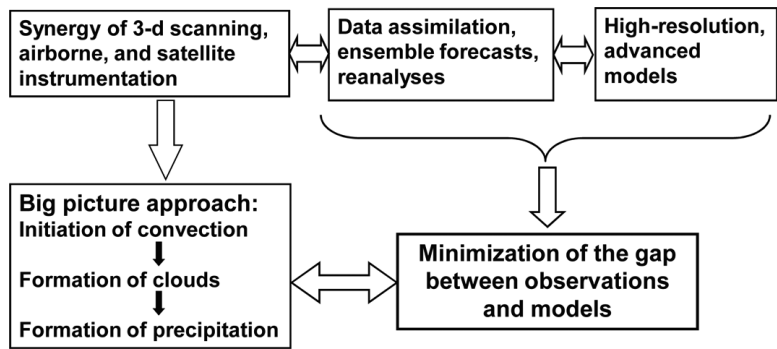 Synergy of 3-d scanning,
airborne, and satellite
instrumentation
Data assimilation,
ensemble forecasts,
reanalyses
High-resolution,
advanced
models
Big picture approach:
Initiation of convection
Formation of clouds
Formation of precipitation
Minimization of the gap
between observations
and models